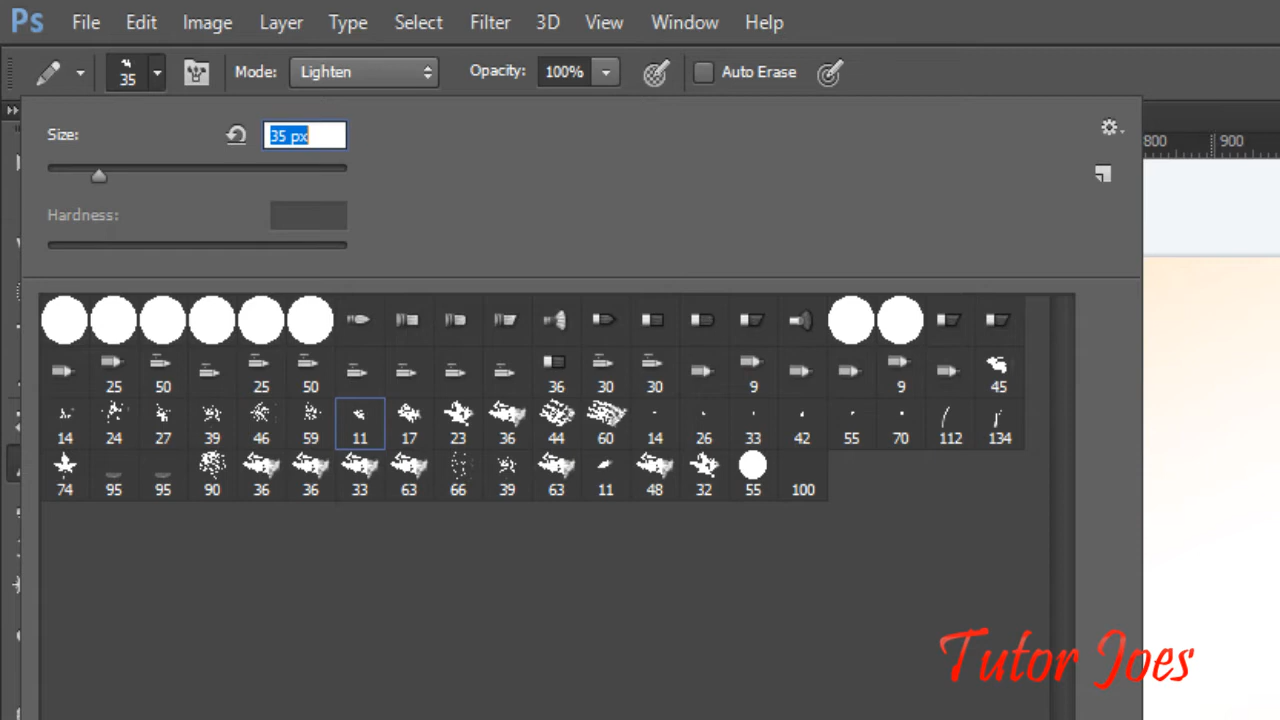 Ps File Edit Image Layer Type Select Filter 3D View Window Help
35 Mode: Lighten Opacity: 100% Auto Erase
Size: 35 px
800 900
Hardness:
25 50 25 50 36 30 30 9 9 45
14 24 27 39 46 59 11 17 23 36 44 60 14 26 33 42 55 70 112 134
74 95 95 90 36 36 33 63 66 39 63 11 48 32 55 100
Tutor Joes